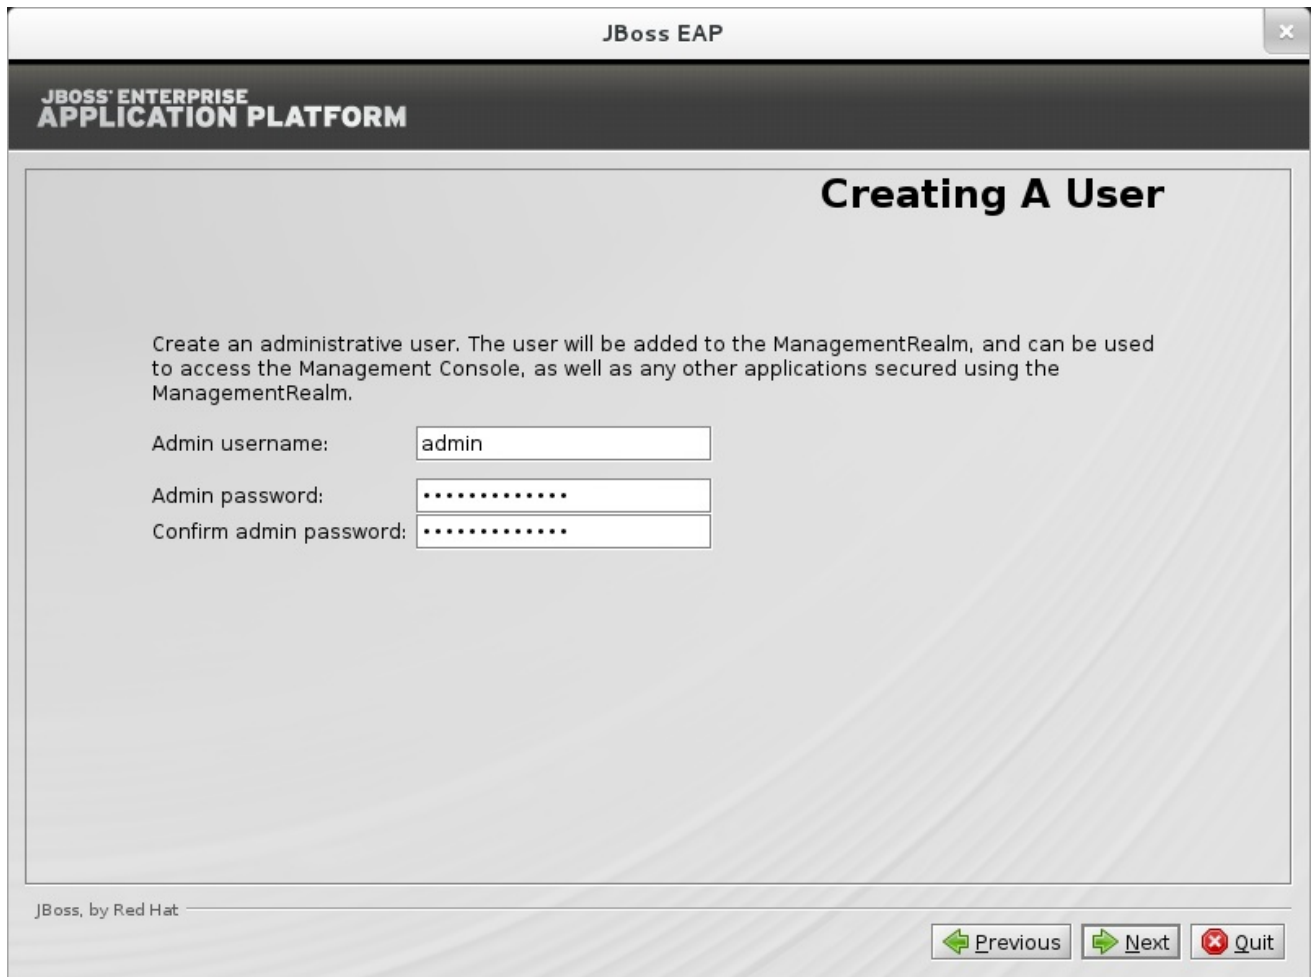 JBoss EAP
JBOSS® ENTERPRISE
APPLICATION PLATFORM
Creating A User
Create an administrative user. The user will be added to the ManagementRealm, and can be used
to access the Management Console, as well as any other applications secured using the
ManagementRealm.
Admin username: admin
Admin password: •••••••••••••
Confirm admin password: •••••••••••••
JBoss, by Red Hat
Previous Next Quit